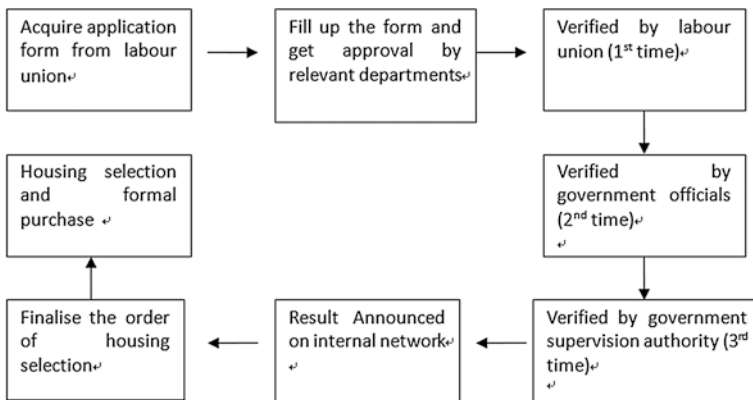 Acquire application
form from labour
union↵
Fill up the form and
get approval by
relevant departments↵
Verified by labour
union (1st time)↵
Verified by
government officials
(2nd time)↵
↵
Verified by government
supervision authority (3rd
time)↵
↵
Result Announced
on internal network↵
↵
Finalise the order
of housing
selection↵
Housing selection
and formal
purchase ↵